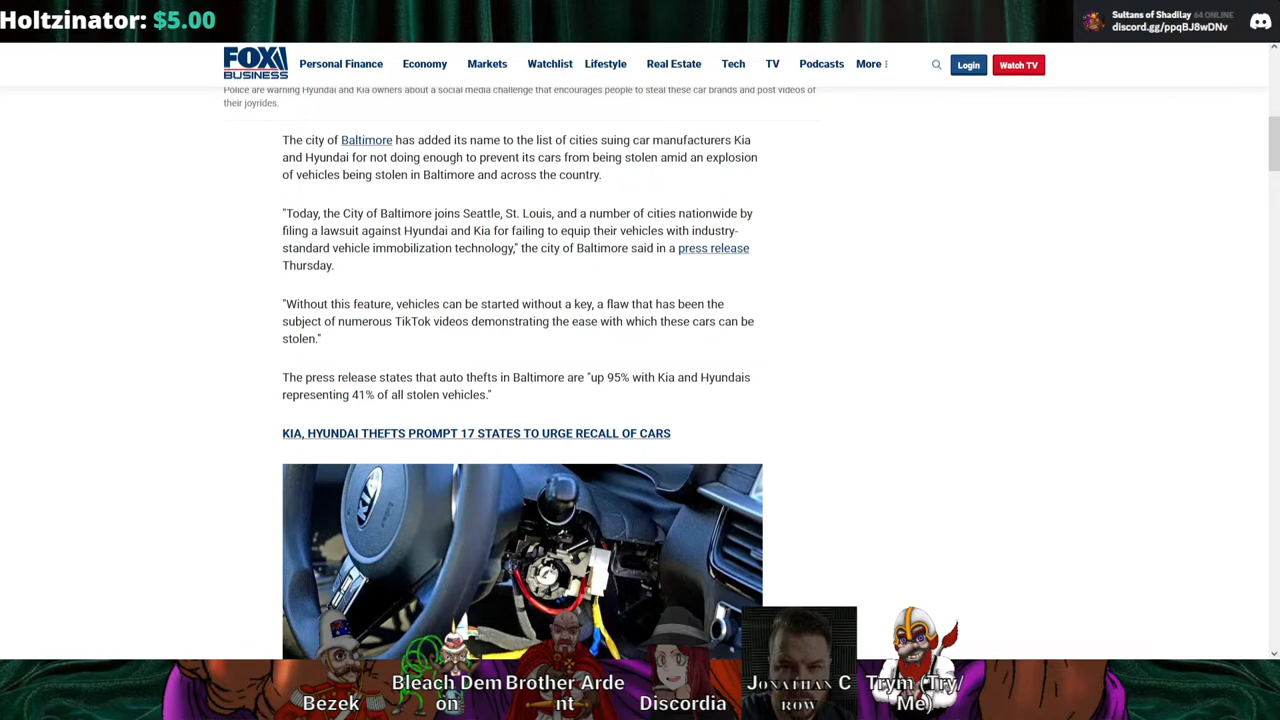 Holtzinator: $5.00
Sultans of Shadilay 64 ONLINE
discord.gg/ppqBJ8wDNv
FOX BUSINESS
Personal Finance Economy Markets Watchlist Lifestyle Real Estate Tech TV Podcasts More Login Watch TV
Police are warning Hyundai and Kia owners about a social media challenge that encourages people to steal these car brands and post videos of
their joyrides.
The city of Baltimore has added its name to the list of cities suing car manufacturers Kia
and Hyundai for not doing enough to prevent its cars from being stolen amid an explosion
of vehicles being stolen in Baltimore and across the country.
"Today, the City of Baltimore joins Seattle, St. Louis, and a number of cities nationwide by
filing a lawsuit against Hyundai and Kia for failing to equip their vehicles with industry-
standard vehicle immobilization technology," the city of Baltimore said in a press release
Thursday.
"Without this feature, vehicles can be started without a key, a flaw that has been the
subject of numerous TikTok videos demonstrating the ease with which these cars can be
stolen."
The press release states that auto thefts in Baltimore are "up 95% with Kia and Hyundais
representing 41% of all stolen vehicles."
KIA, HYUNDAI THEFTS PROMPT 17 STATES TO URGE RECALL OF CARS
KIA
Bezek
Bleach Dem
on
Brother Arde
nt
Discordia
JONATHAN C
ROW
Trym (Try/
Me)